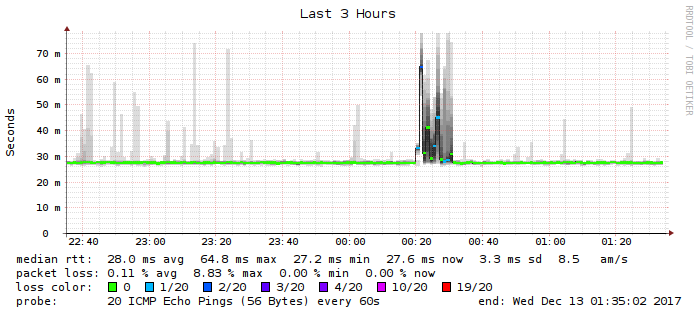 Last 3 Hours
RRDTOOL / TOBI OETIKER
Seconds
70 m
60 m
50 m
40 m
30 m
20 m
10 m
0
22:40 23:00 23:20 23:40 00:00 00:20 00:40 01:00 01:20
median rtt: 28.0 ms avg 64.8 ms max 27.2 ms min 27.6 ms now 3.3 ms sd 8.5 am/s
packet loss: 0.11 % avg 8.83 % max 0.00 % min 0.00 % now
loss color: 0 1/20 2/20 3/20 4/20 10/20 19/20
probe: 20 ICMP Echo Pings (56 Bytes) every 60s end: Wed Dec 13 01:35:02 2017